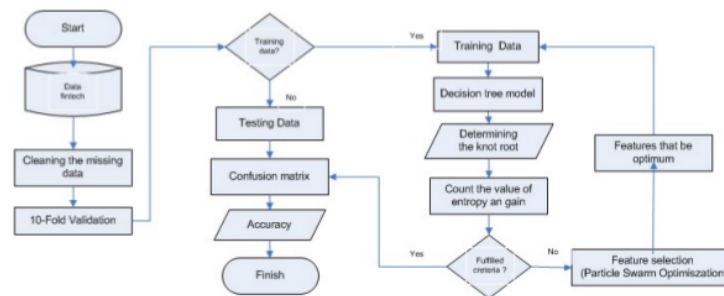 Start
Data
fintech
Cleaning the missing
data
10-Fold Validation
Training
data?
Yes
No
Testing Data
Confusion matrix
Accuracy
Finish
Training Data
Decision tree model
Determining
the knot root
Count the value of
entropy an gain
Fulfilled
creteria ?
Yes
No
Features that be
optimum
Feature selection
(Particle Swarm Optimiszation